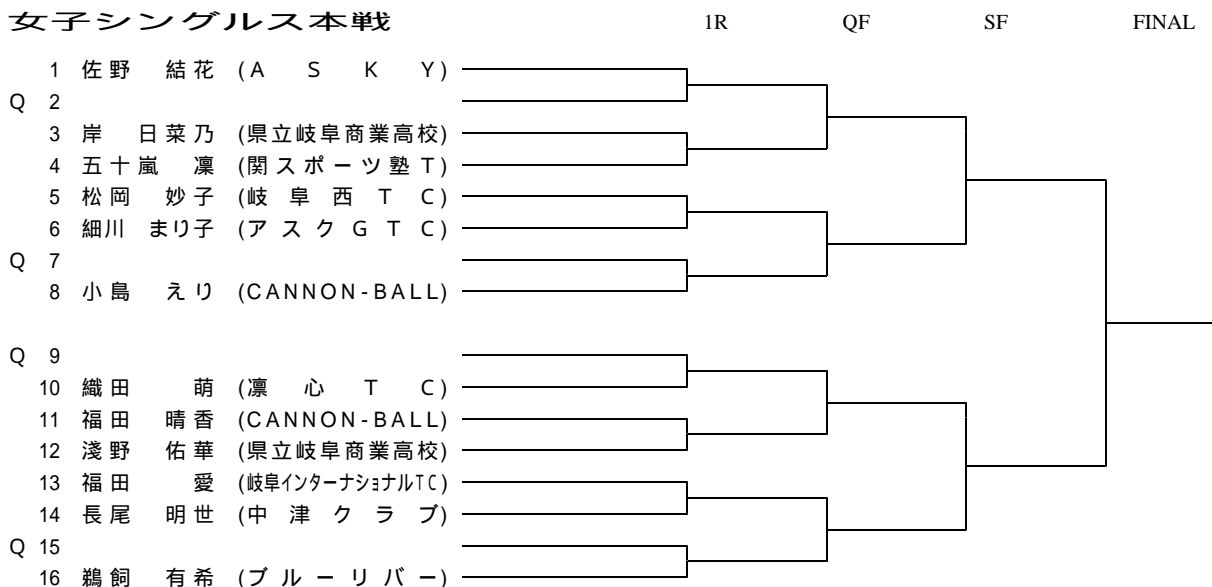 女子シングルス本戦 1R QF SF FINAL
1 佐野 結花 (A S K Y)
Q 2
3 岸 日菜乃 (県立岐阜商業高校)
4 五十嵐 凜 (関スポーツ塾T)
5 松岡 妙子 (岐阜西TC)
6 細川 まり子 (アスクGTC)
Q 7
8 小島 えり (CANNON-BALL)
Q 9
10 織田 萌 (凛心TC)
11 福田 晴香 (CANNON-BALL)
12 淺野 佑華 (県立岐阜商業高校)
13 福田 愛 (岐阜インターナショナルTC)
14 長尾 明世 (中津クラブ)
Q 15
16 鵜飼 有希 (ブルーリバー)